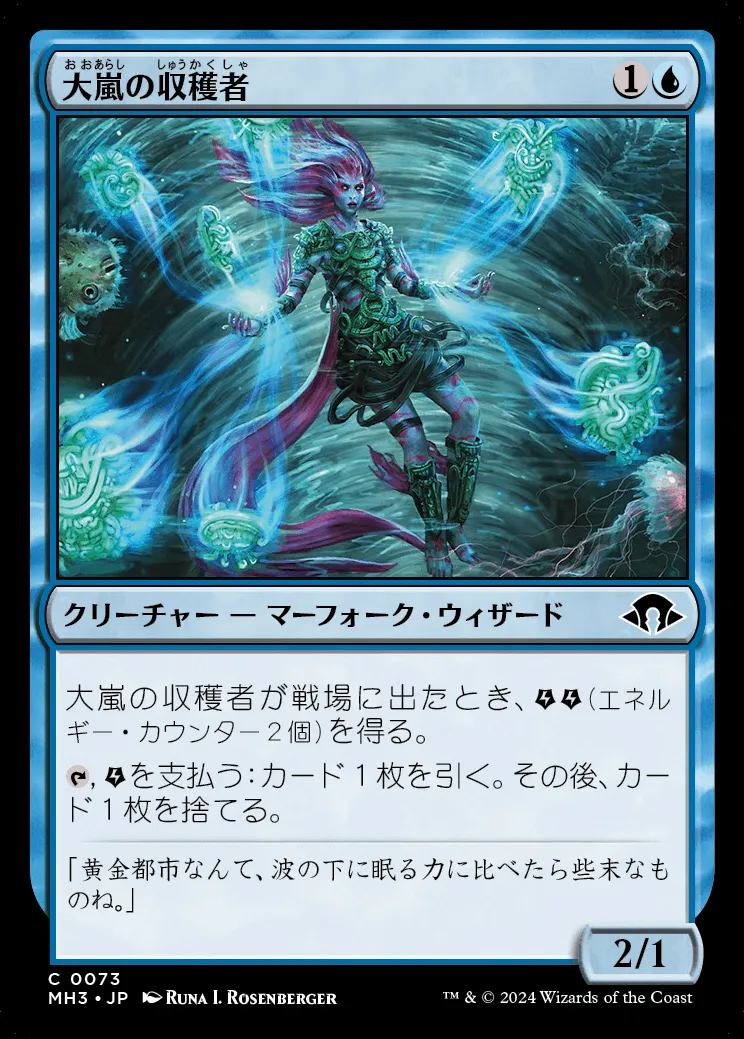 おおあらし しゅうかくしゃ
大嵐の収穫者 1
クリーチャー — マーフォーク・ウィザード
大嵐の収穫者が戦場に出たとき、(エネル
ギー・カウンター2個)を得る。
, を支払う:カード1枚を引く。その後、カー
ド1枚を捨てる。
「黄金都市なんて、波の下に眠る力に比べたら些末なも
のね。」
2/1
C 0073
MH3 • JP Runa I. Rosenberger
™ & © 2024 Wizards of the Coast